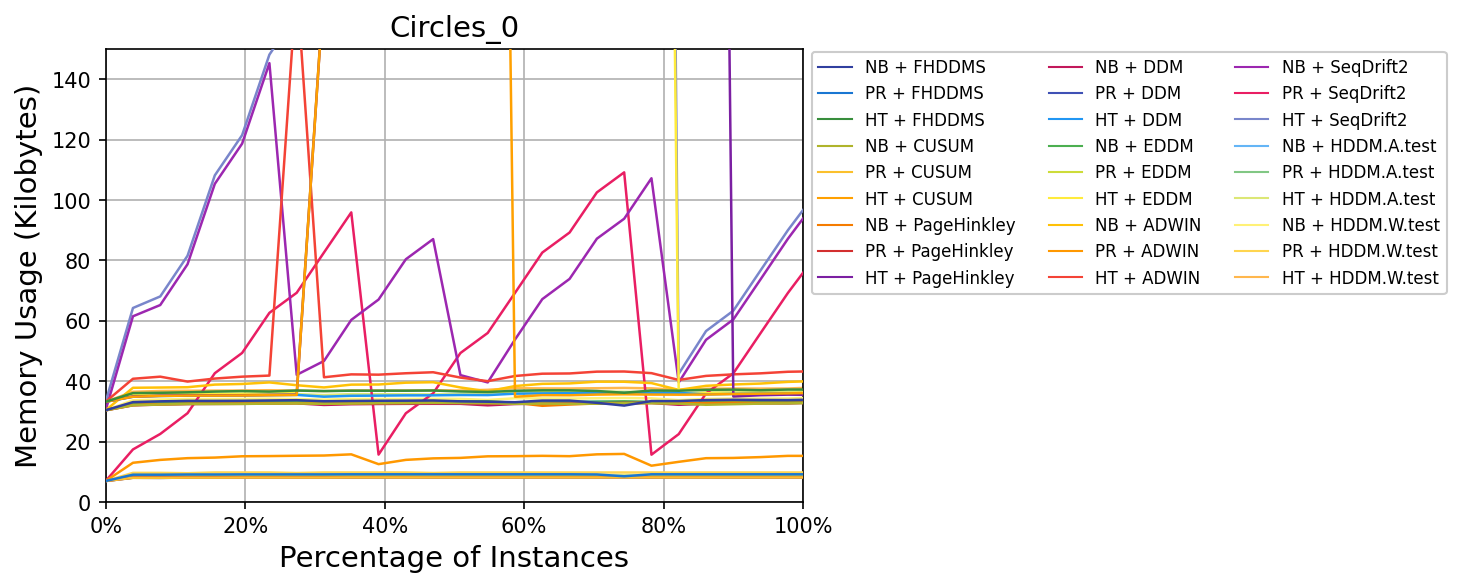 Circles_0
Memory Usage (Kilobytes)
140
120
100
80
60
40
20
0
0% 20% 40% 60% 80% 100%
Percentage of Instances
NB + FHDDMS
PR + FHDDMS
HT + FHDDMS
NB + CUSUM
PR + CUSUM
HT + CUSUM
NB + PageHinkley
PR + PageHinkley
HT + PageHinkley
NB + DDM
PR + DDM
HT + DDM
NB + EDDM
PR + EDDM
HT + EDDM
NB + ADWIN
PR + ADWIN
HT + ADWIN
NB + SeqDrift2
PR + SeqDrift2
HT + SeqDrift2
NB + HDDM.A.test
PR + HDDM.A.test
HT + HDDM.A.test
NB + HDDM.W.test
PR + HDDM.W.test
HT + HDDM.W.test